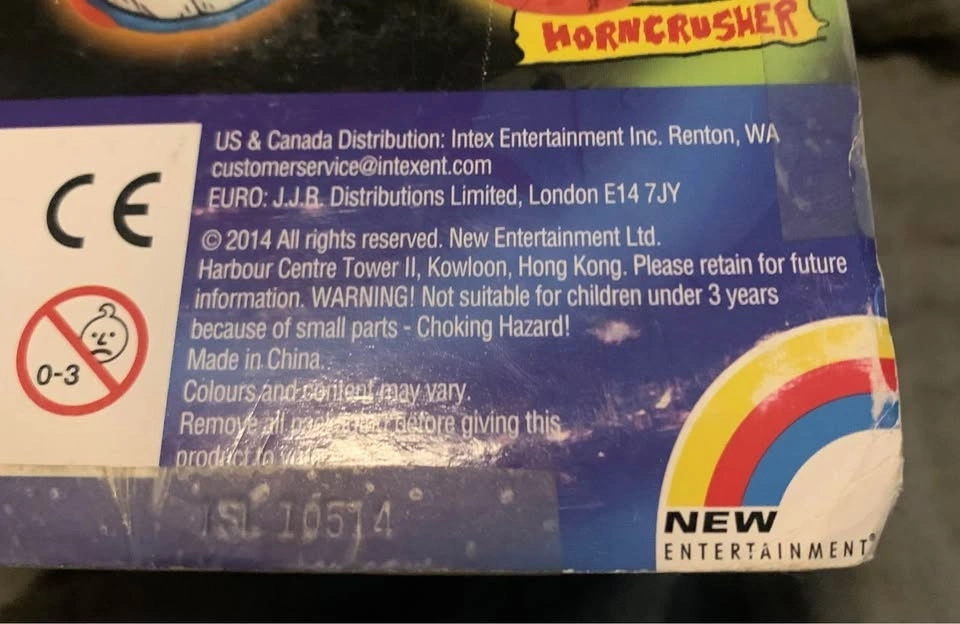 HORNCRUSHER
US & Canada Distribution: Intex Entertainment Inc. Renton, WA
customerservice@intexent.com
EURO: J.J.R. Distributions Limited, London E14 7JY
© 2014 All rights reserved. New Entertainment Ltd.
Harbour Centre Tower II, Kowloon, Hong Kong. Please retain for future
information. WARNING! Not suitable for children under 3 years
because of small parts - Choking Hazard!
Made in China.
Colours and content may vary.
Remove all packaging before giving this
product to
CE
0-3
ISL 10514
NEW
ENTERTAINMENT